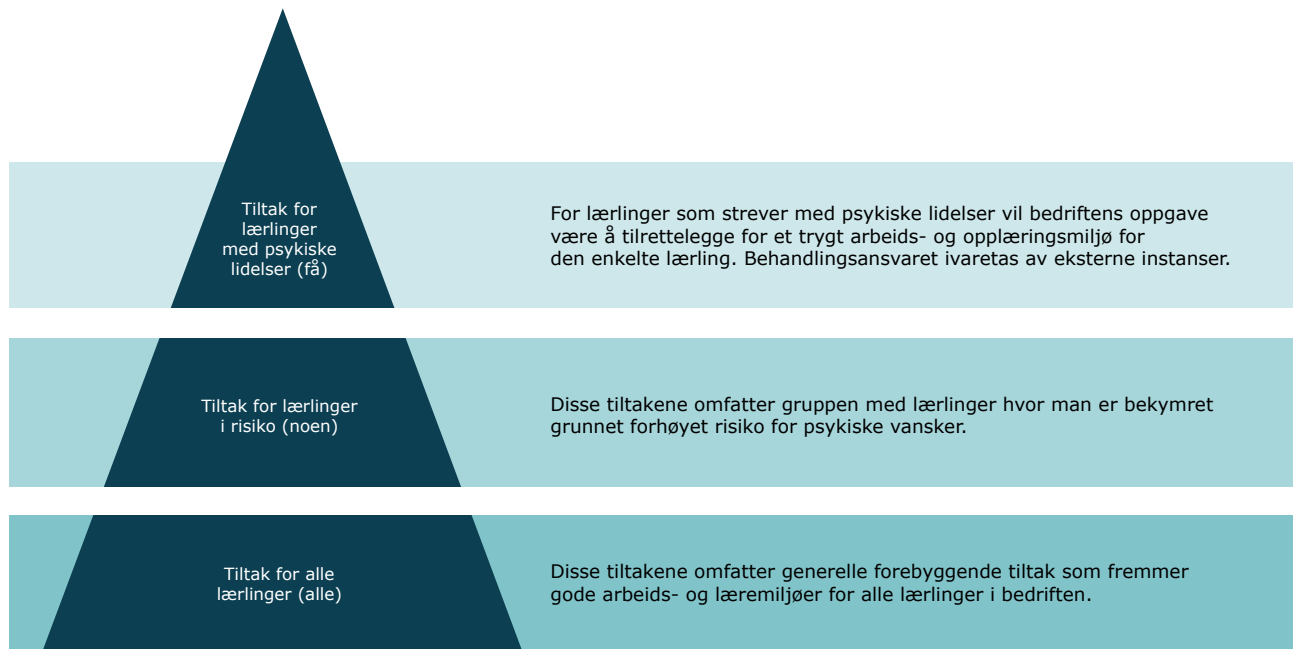 Tiltak for
lærlinger
med psykiske
lidelser (få)
For lærlinger som strever med psykiske lidelser vil bedriftens oppgave
være å tilrettelegge for et trygt arbeids- og opplæringsmiljø for
den enkelte lærling. Behandlingsansvaret ivaretas av eksterne instanser.
Tiltak for lærlinger
i risiko (noen)
Disse tiltakene omfatter gruppen med lærlinger hvor man er bekymret
grunnet forhøyet risiko for psykiske vansker.
Tiltak for alle
lærlinger (alle)
Disse tiltakene omfatter generelle forebyggende tiltak som fremmer
gode arbeids- og læremiljøer for alle lærlinger i bedriften.